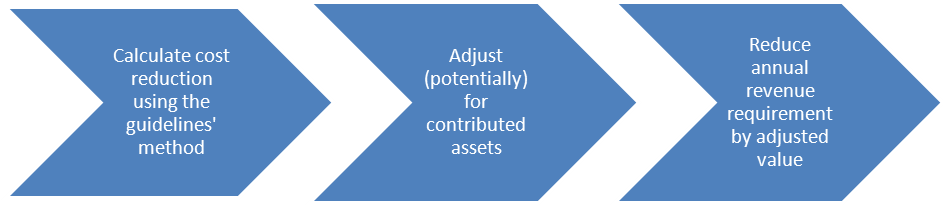 Calculate cost
reduction
using the
guidelines'
method
Adjust
(potentially)
for
contributed
assets
Reduce
annual
revenue
requirement
by adjusted
value